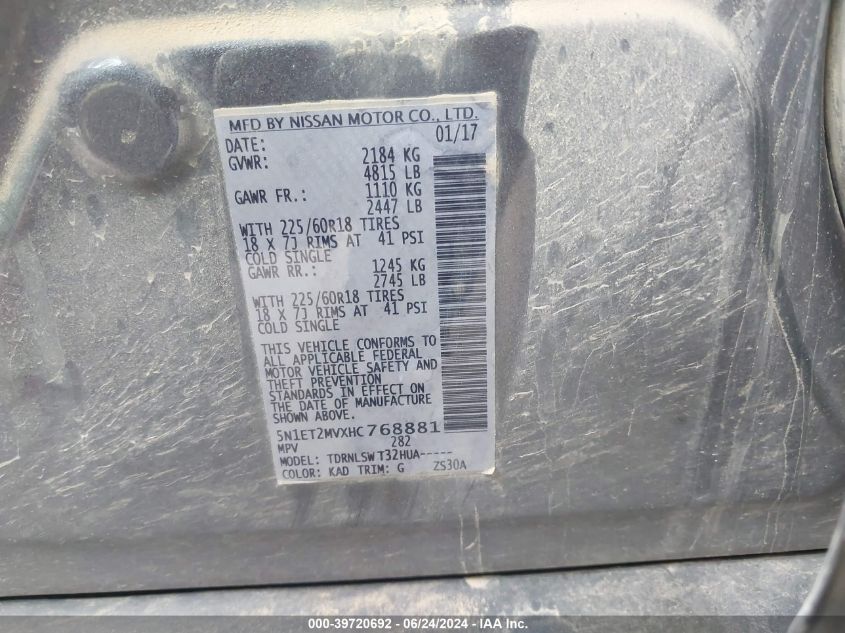 MFD BY NISSAN MOTOR CO., LTD.
DATE: 01/17
GVWR: 2184 KG
4815 LB
GAWR FR.: 1110 KG
2447 LB
WITH 225/60R18 TIRES
18 X 7J RIMS AT 41 PSI
COLD SINGLE
GAWR RR.: 1245 KG
2745 LB
WITH 225/60R18 TIRES
18 X 7J RIMS AT 41 PSI
COLD SINGLE
THIS VEHICLE CONFORMS TO
ALL APPLICABLE FEDERAL
MOTOR VEHICLE SAFETY AND
THEFT PREVENTION
STANDARDS IN EFFECT ON
THE DATE OF MANUFACTURE
SHOWN ABOVE.
5N1ET2MVXHC768881
MPV 282
MODEL: TDRNLSW T32HUA-----
COLOR: KAD TRIM: G ZS30A
000-39720692 - 06/24/2024 - IAAI Inc.